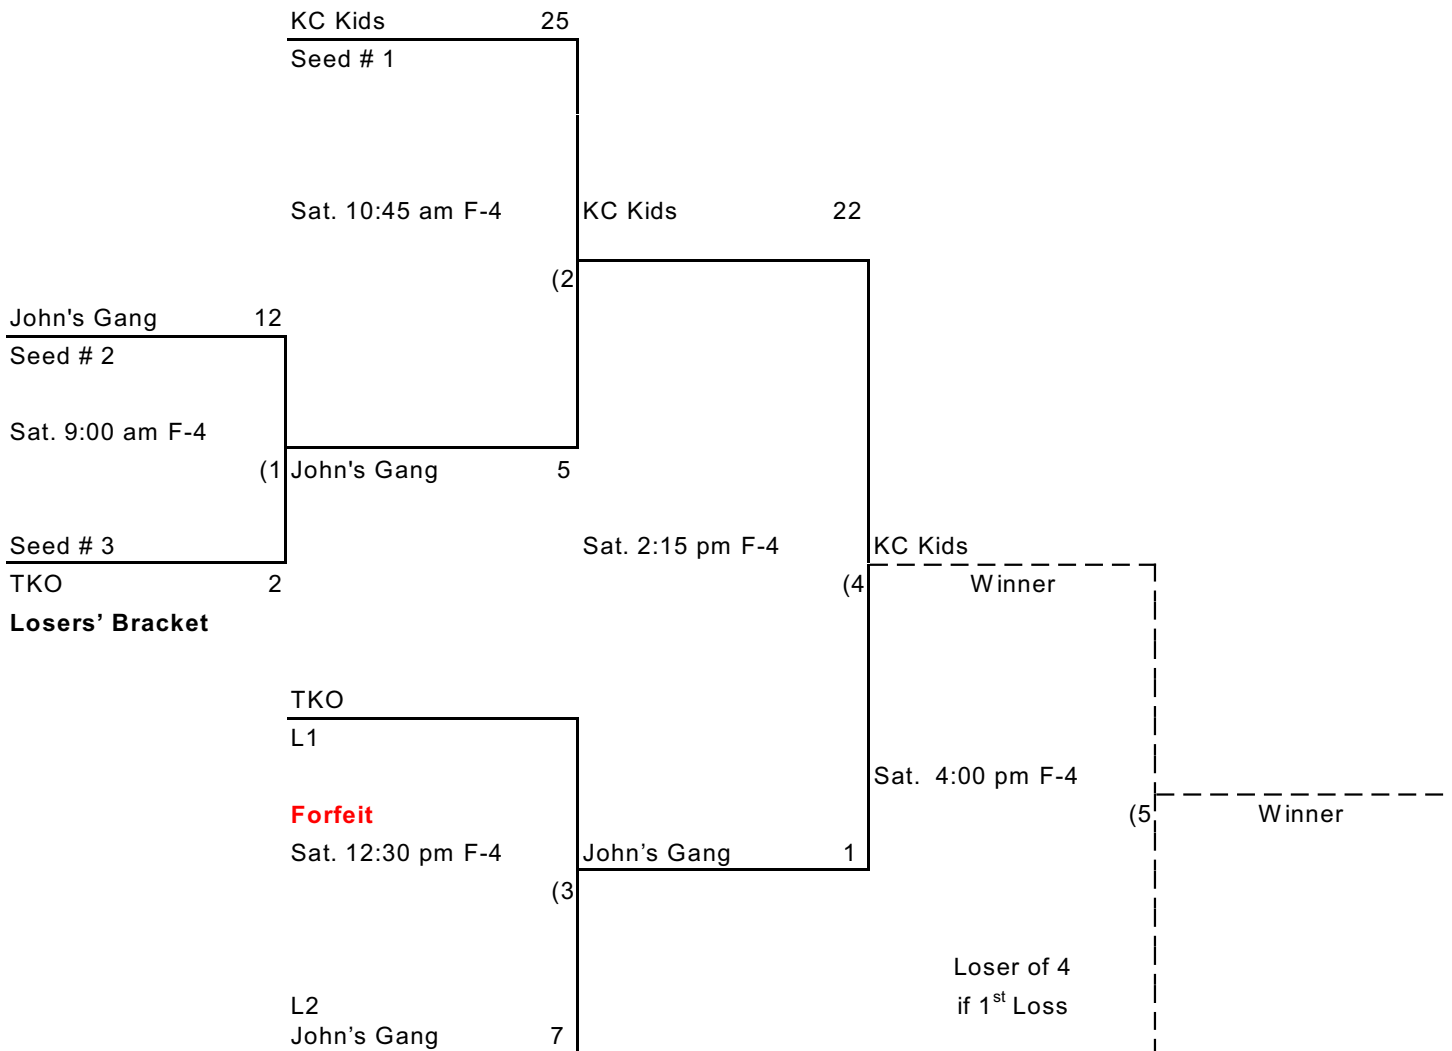 KC Kids 25
Seed # 1
Sat. 10:45 am F-4 KC Kids 22
(2
John's Gang 12
Seed # 2
Sat. 9:00 am F-4
(1 John's Gang 5
Seed # 3 Sat. 2:15 pm F-4 KC Kids
TKO 2 (4 Winner
Losers’ Bracket
TKO
L1
Sat. 4:00 pm F-4
Forfeit (5 Winner
Sat. 12:30 pm F-4 John’s Gang 1
(3
Loser of 4
L2 if 1st Loss
John’s Gang 7